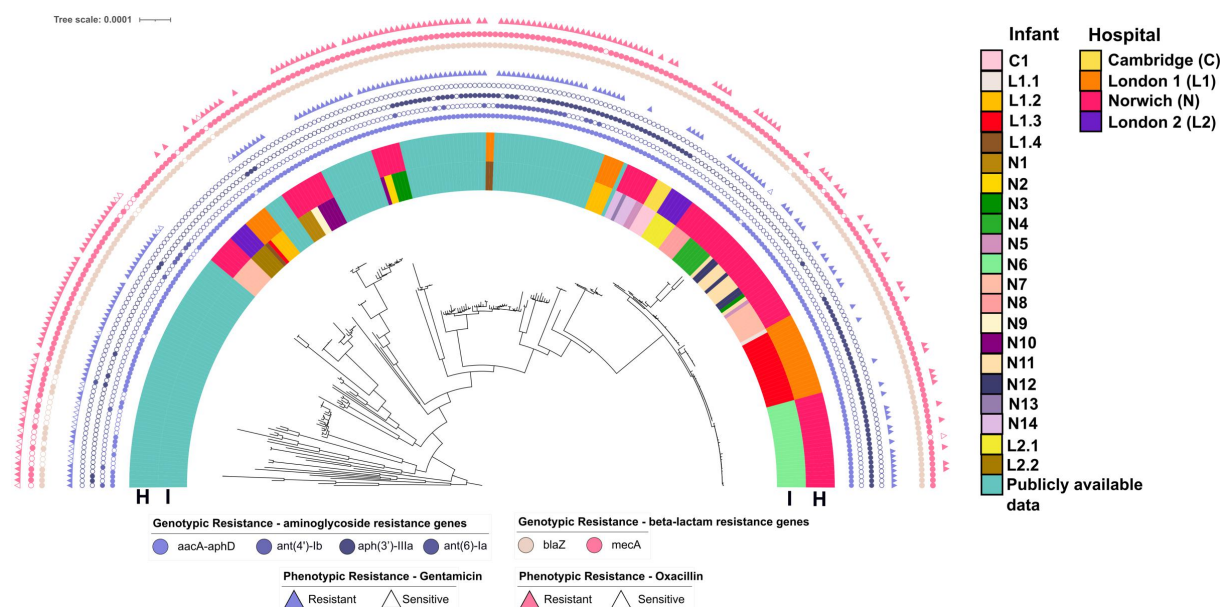 Tree scale: 0.0001
Infant
C1
L1.1
L1.2
L1.3
L1.4
N1
N2
N3
N4
N5
N6
N7
N8
N9
N10
N11
N12
N13
N14
L2.1
L2.2
Publicly available
data
Hospital
Cambridge (C)
London 1 (L1)
Norwich (N)
London 2 (L2)
H I
I H
Genotypic Resistance - aminoglycoside resistance genes
aacA-aphD ant(4')-Ib aph(3')-IIIa ant(6)-Ia
Genotypic Resistance - beta-lactam resistance genes
blaZ mecA
Phenotypic Resistance - Gentamicin
Resistant Sensitive
Phenotypic Resistance - Oxacillin
Resistant Sensitive